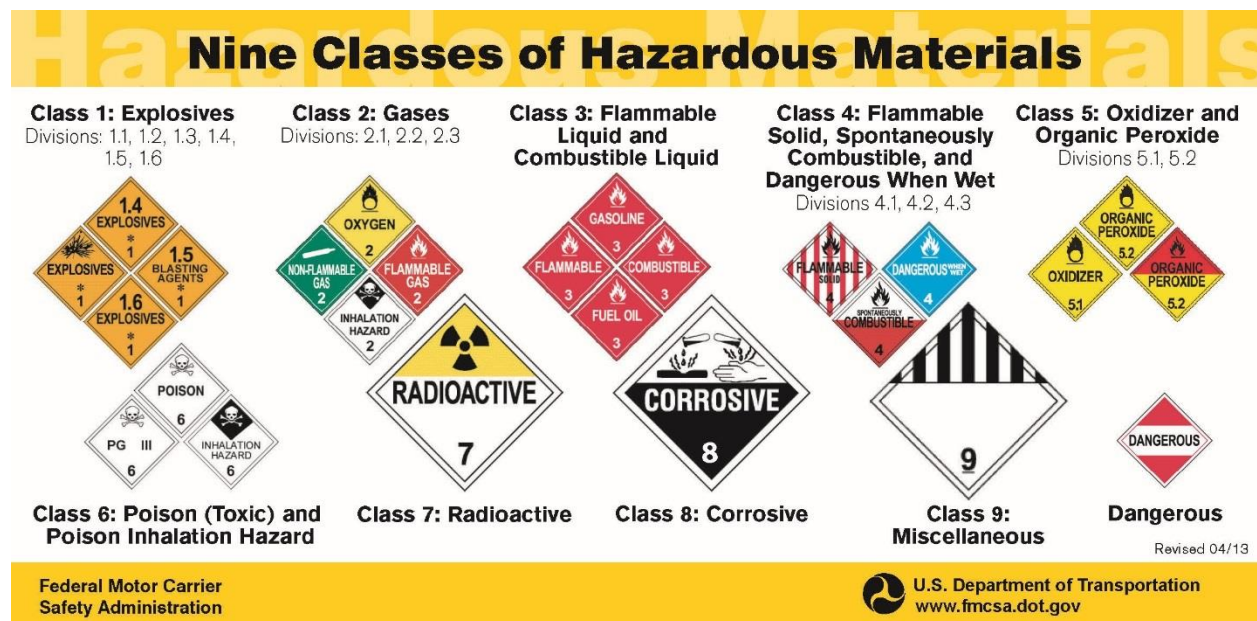 Hazardous Materials
Nine Classes of Hazardous Materials
Class 1: Explosives
Divisions: 1.1, 1.2, 1.3, 1.4,
1.5, 1.6
1.4
EXPLOSIVES
*
1
EXPLOSIVES
*
1
1.5
BLASTING
AGENTS
*
1
1.6
EXPLOSIVES
*
1
Class 2: Gases
Divisions: 2.1, 2.2, 2.3
OXYGEN
2
NON-FLAMMABLE
GAS
2
FLAMMABLE
GAS
2
INHALATION
HAZARD
2
Class 3: Flammable
Liquid and
Combustible Liquid
GASOLINE
3
FLAMMABLE
3
COMBUSTIBLE
3
FUEL OIL
3
Class 4: Flammable
Solid, Spontaneously
Combustible, and
Dangerous When Wet
Divisions 4.1, 4.2, 4.3
FLAMMABLE
SOLID
4
DANGEROUS WHEN WET
4
SPONTANEOUSLY
COMBUSTIBLE
4
Class 5: Oxidizer and
Organic Peroxide
Divisions 5.1, 5.2
ORGANIC
PEROXIDE
5.2
OXIDIZER
5.1
ORGANIC
PEROXIDE
5.2
POISON
6
PG III
6
INHALATION
HAZARD
6
Class 6: Poison (Toxic) and
Poison Inhalation Hazard
RADIOACTIVE
7
Class 7: Radioactive
CORROSIVE
8
Class 8: Corrosive
9
Class 9:
Miscellaneous
DANGEROUS
Dangerous
Revised 04/13
Federal Motor Carrier
Safety Administration
U.S. Department of Transportation
www.fmcsa.dot.gov